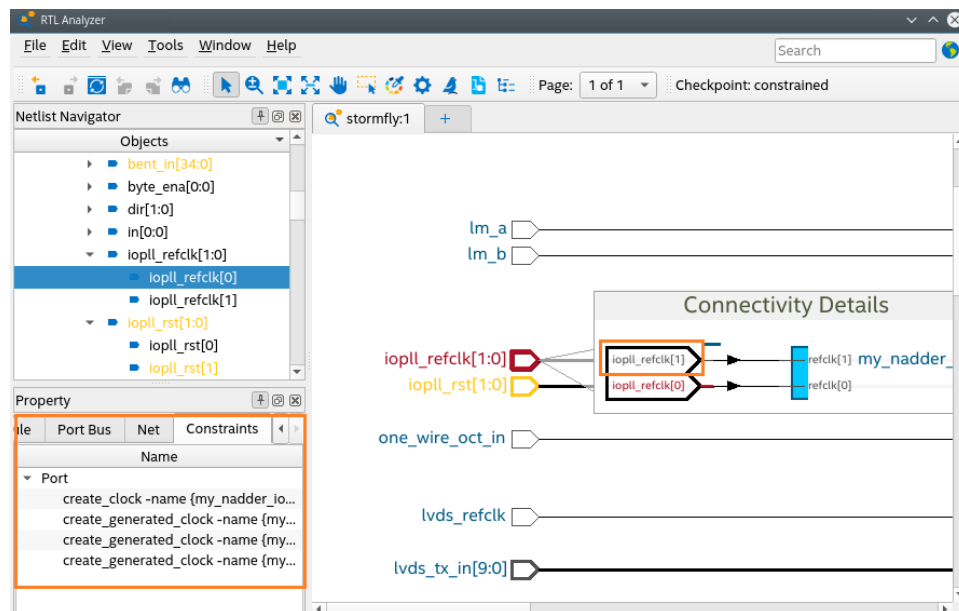 RTL Analyzer
File Edit View Tools Window Help
Search
Page: 1 of 1 Checkpoint: constrained
Netlist Navigator
Objects
bent_in[34:0]
byte_ena[0:0]
dir[1:0]
in[0:0]
iopll_refclk[1:0]
iopll_refclk[0]
iopll_refclk[1]
iopll_rst[1:0]
iopll_rst[0]
iopll_rst[1]
Property
ule Port Bus Net Constraints
Name
Port
create_clock -name {my_nadder_io...
create_generated_clock -name {my...
create_generated_clock -name {my...
create_generated_clock -name {my...
stormfly:1 +
lm_a
lm_b
Connectivity Details
iopll_refclk[1:0]
iopll_refclk[1]
refclk[1] my_nadder_
iopll_rst[1:0]
iopll_refclk[0]
refclk[0]
one_wire_oct_in
lvds_refclk
lvds_tx_in[9:0]